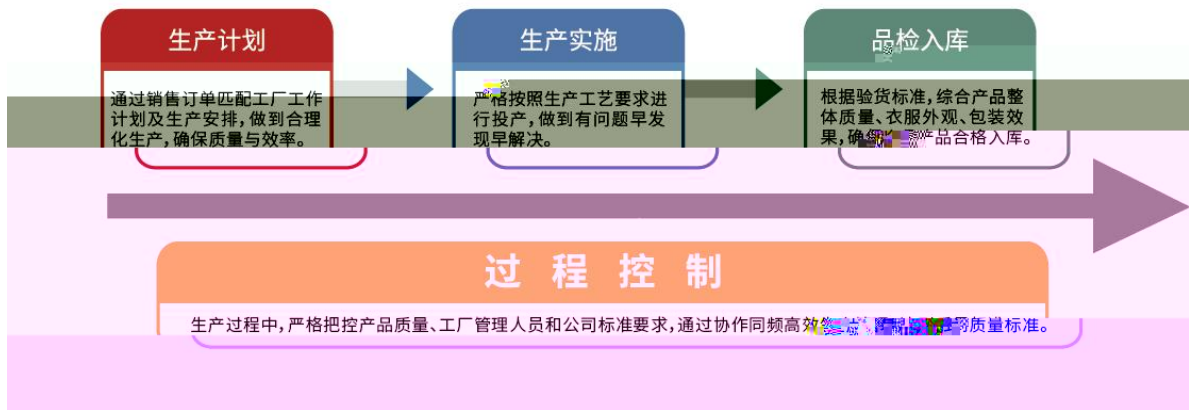 生产计划
通过销售订单匹配工厂工作
计划及生产安排，做到合理
化生产，确保质量与效率。
生产实施
严格按照生产工艺要求进
行投产，做到有问题早发
现早解决。
品检入库
根据验货标准，综合产品整
体质量、衣服外观、包装效
果，确产品合格入库。
过程控制
生产过程中，严格把控产品质量、工厂管理人员和公司标准要求，通过协作同频高效质量标准。